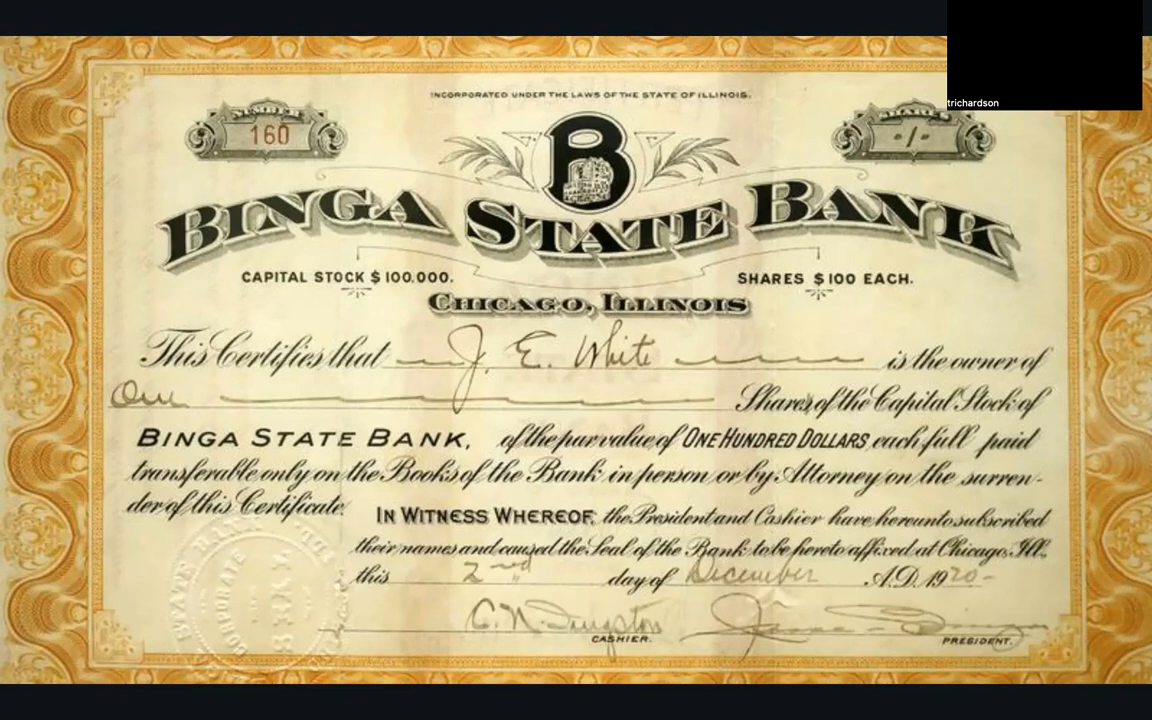 trichardson
INCORPORATED UNDER THE LAWS OF THE STATE OF ILLINOIS.
NUMBER
160
SHARES
-1-
B
BINGA STATE BANK
CAPITAL STOCK $100.000.
SHARES $100 EACH.
CHICAGO, ILLINOIS
This Certifies that J. E. White is the owner of
One Shares of the Capital Stock of
BINGA STATE BANK, of the par value of ONE HUNDRED DOLLARS each full paid
transferable only on the Books of the Bank in person or by Attorney on the surren-
der of this Certificate.
IN WITNESS WHEREOF, the President and Cashier have hereunto subscribed
their names and caused the Seal of the Bank to be hereto affixed at Chicago, Ill.
this 2nd day of December A.D. 1920-
C. N. Langston
CASHIER.
PRESIDENT.
STATE BANK
CORPORATE